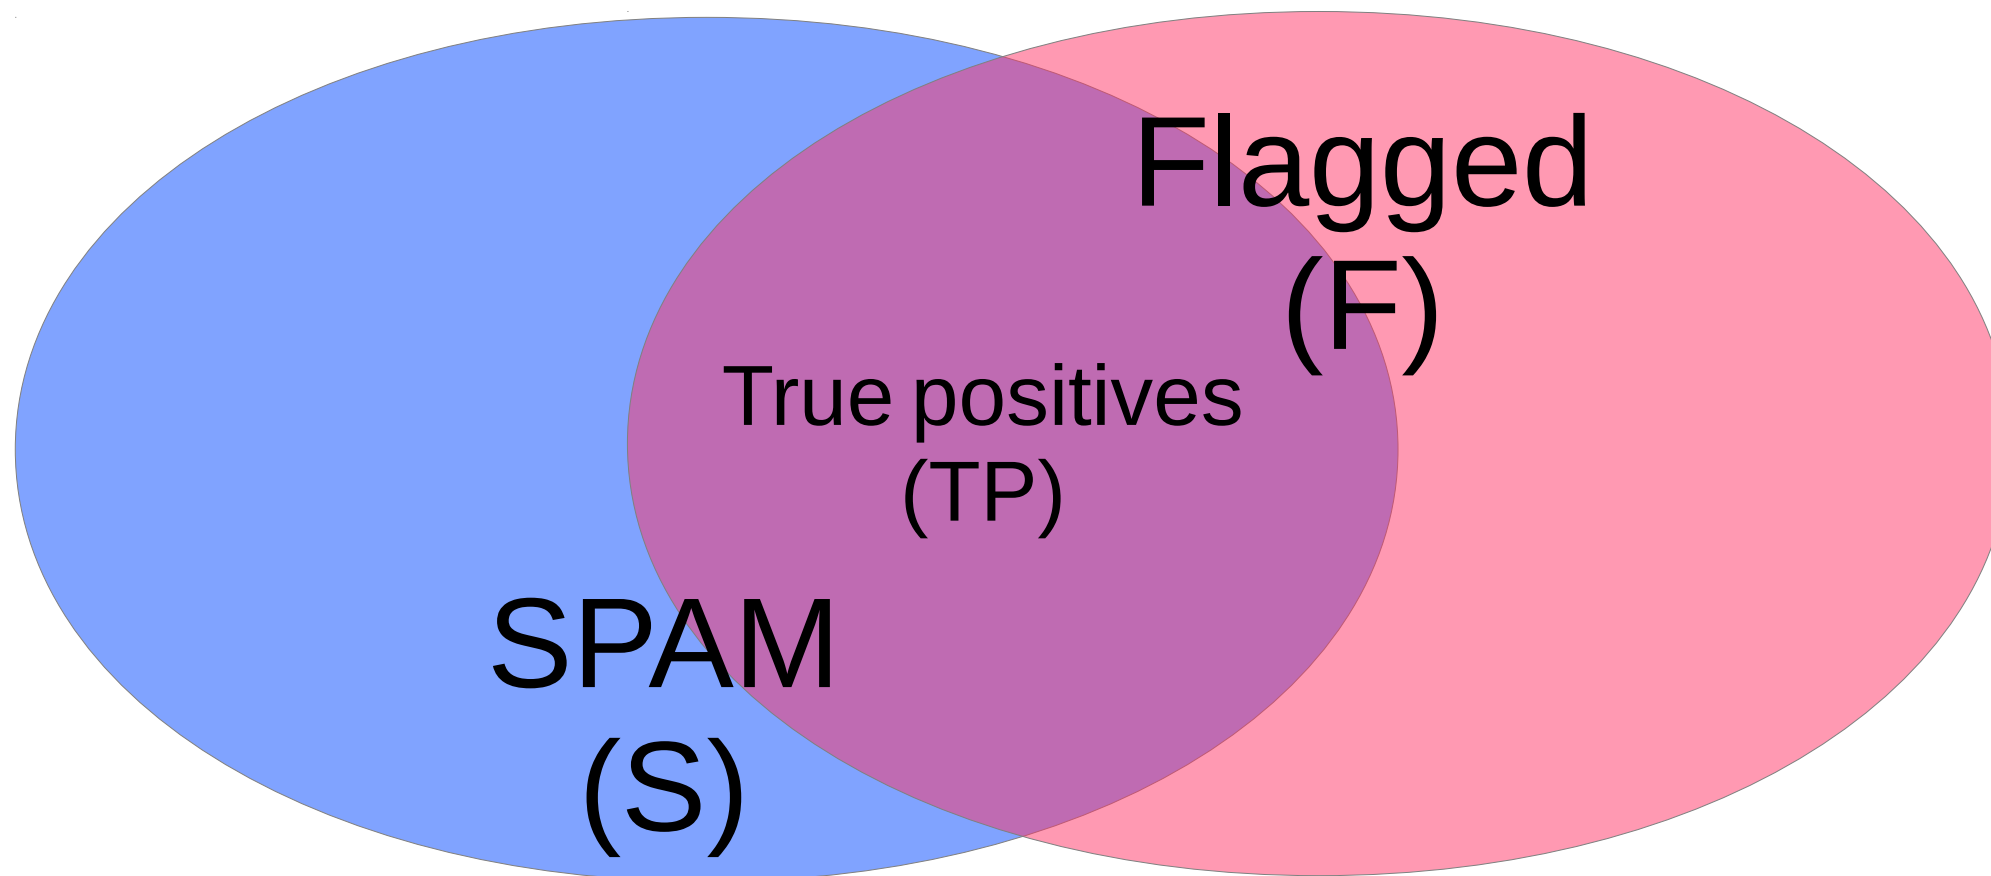 Flagged
(F)
True positives
(TP)
SPAM
(S)